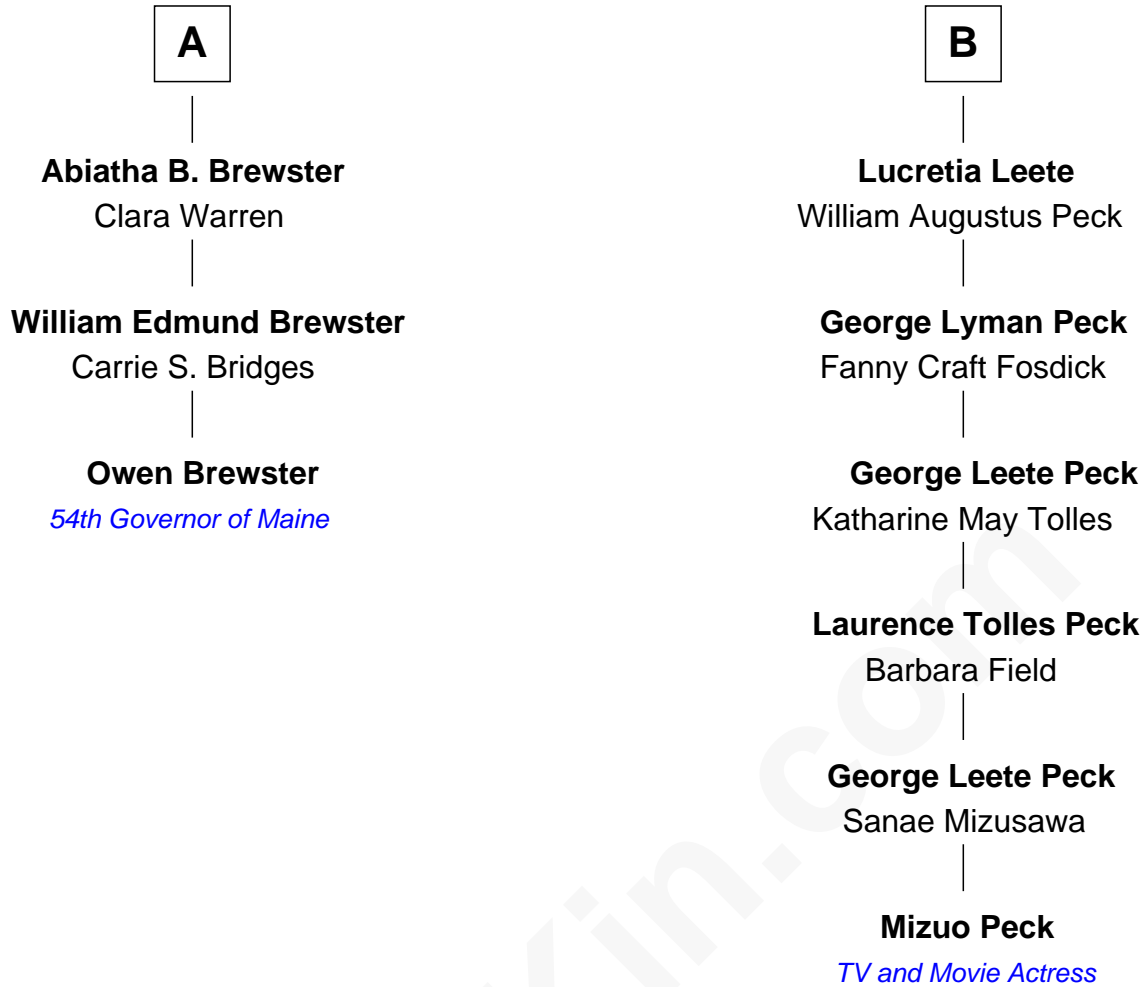 A
Abiatha B. Brewster
Clara Warren
William Edmund Brewster
Carrie S. Bridges
Owen Brewster
54th Governor of Maine
B
Lucretia Leete
William Augustus Peck
George Lyman Peck
Fanny Craft Fosdick
George Leete Peck
Katharine May Tolles
Laurence Tolles Peck
Barbara Field
George Leete Peck
Sanae Mizusawa
Mizuo Peck
TV and Movie Actress
Kin.com